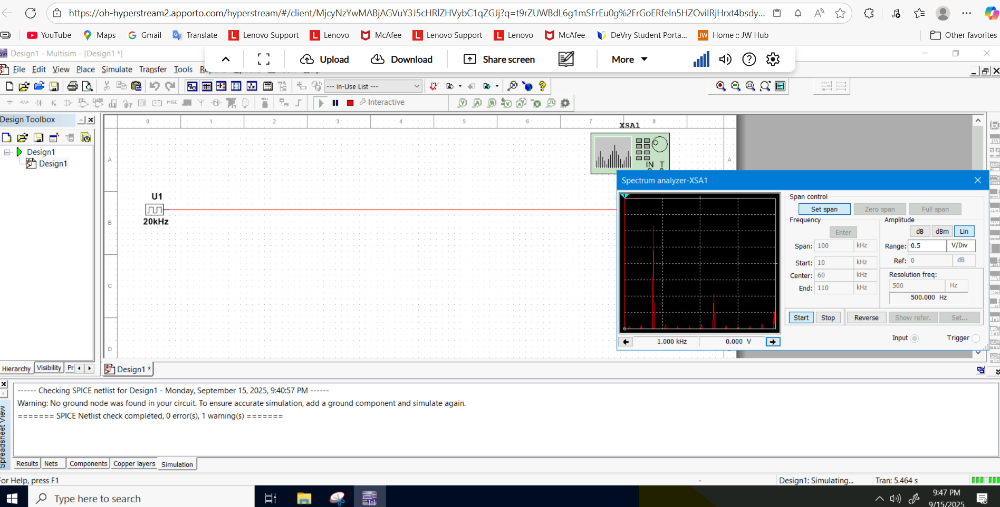 https://oh-hyperstream2.apporto.com/hyperstream/#/client/MjcyNzYwMABjAGVuY3J5cHRlZHVybC1qZGJj?q=t9rZUWBdL6g1mSFrEu0g%2FrGoERfeln5HZOviIRjHrxt4bsdy...
YouTube Maps Gmail Translate Lenovo Support Lenovo McAfee Lenovo Support Lenovo McAfee DeVry Student Porta... Home :: JW Hub Other favorites
Design1 - Multisim - [Design1 *]
Upload Download Share screen More
File Edit View Place Simulate Transfer Tools
--- In-Use List ---
MISC Interactive
Design Toolbox
0 1 2 3 4 5 6 7 8
XSA1
IN T
Design1
Design1
A A
B
C
D
U1
20kHz
Spectrum analyzer-XSA1
Span control
Set span Zero span Full span
Frequency Amplitude
Enter dB dBm Lin
Span: 100 kHz Range: 0.5 V/Div
Start: 10 kHz Ref: 0 dB
Center: 60 kHz Resolution freq:
End: 110 kHz 500 Hz
500.000 Hz
Start Stop Reverse Show refer. Set...
1.000 kHz 0.000 V
Input Trigger
Hierarchy Visibility Pr
Design1 *
------ Checking SPICE netlist for Design1 - Monday, September 15, 2025, 9:40:57 PM ------
Warning: No ground node was found in your circuit. To ensure accurate simulation, add a ground component and simulate again.
======= SPICE Netlist check completed, 0 error(s), 1 warning(s) =======
Spreadsheet View
Results Nets Components Copper layers Simulation
For Help, press F1 - Design1: Simulating... Tran: 5.464 s
Type here to search
9:47 PM
9/15/2025